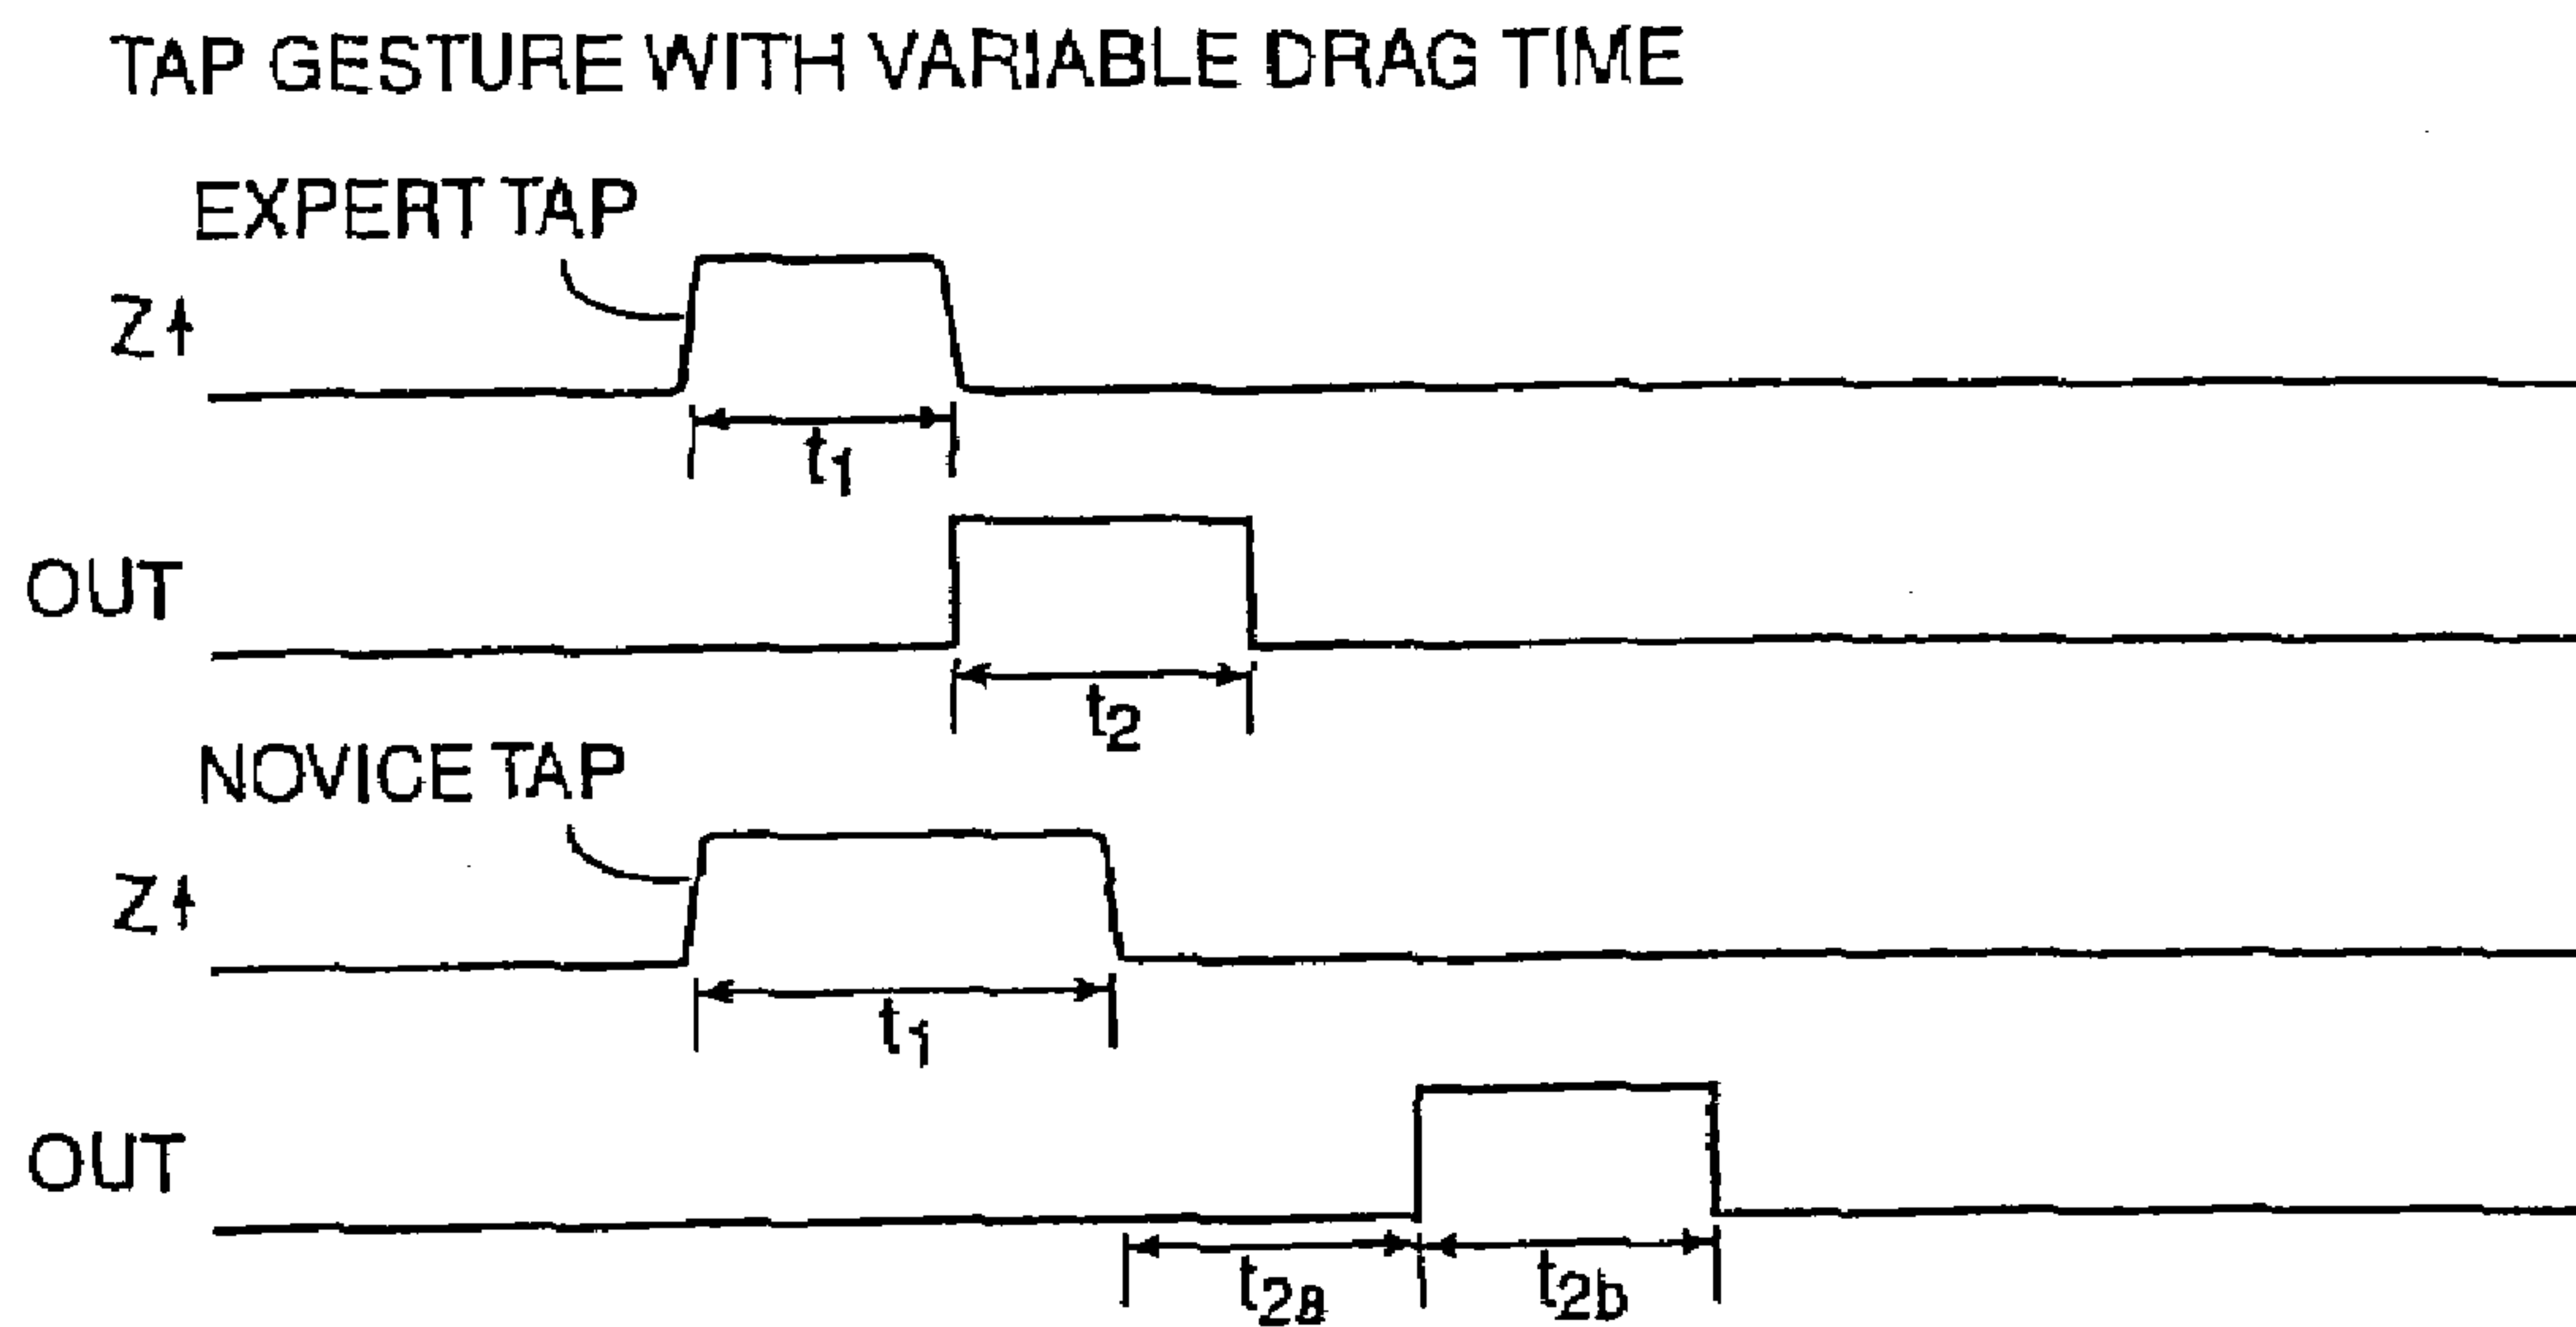 TAP GESTURE WITH VARIABLE DRAG TIME
EXPERT TAP
Z
t1
OUT
t2
NOVICE TAP
Z
t1
OUT
t2a t2b